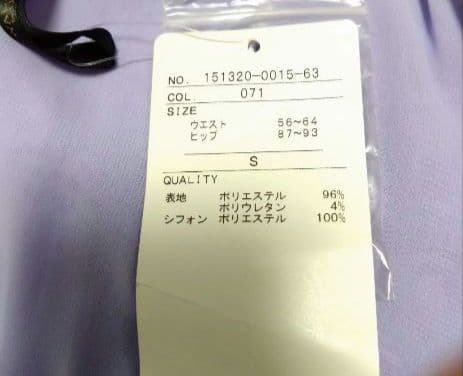 NO. 151320-0015-63
COL 071
SIZE
ウエスト 56~64
ヒップ 87~93
S
QUALITY
表地 ポリエステル 96%
ポリウレタン 4%
シフォン ポリエステル 100%